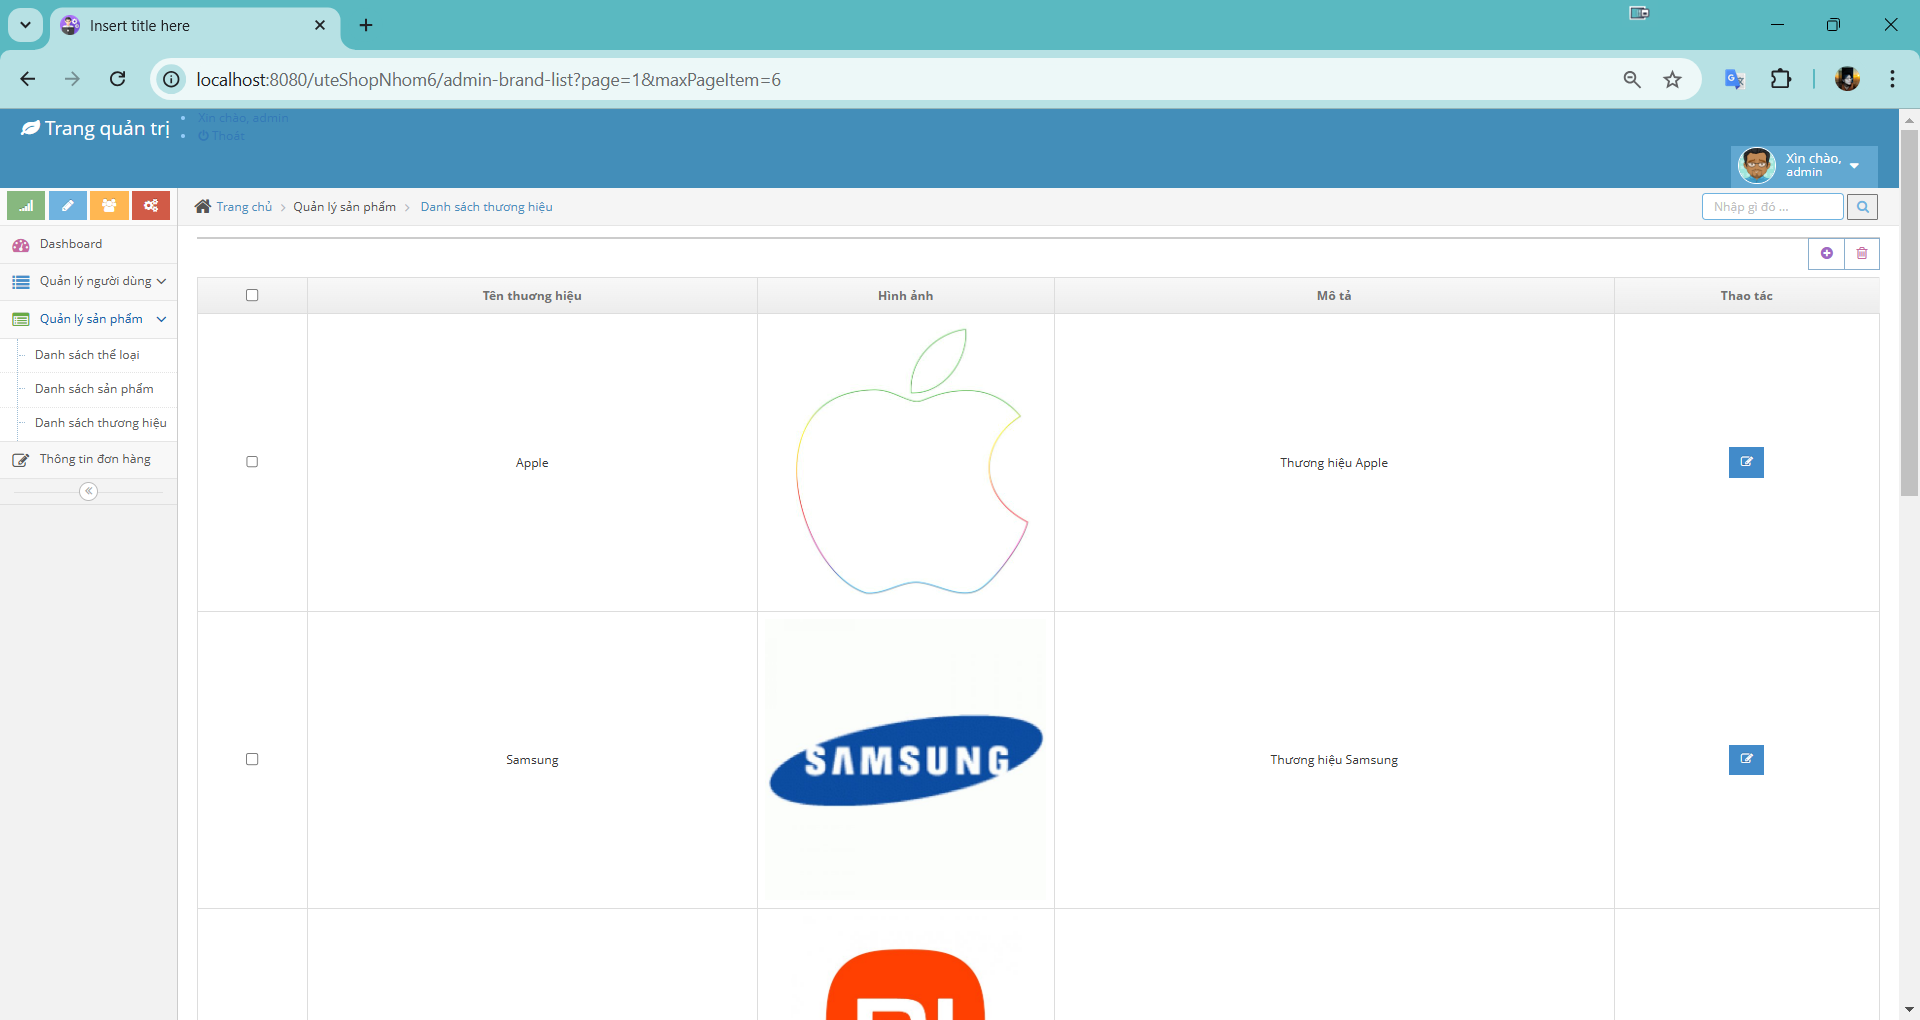 Insert title here
localhost:8080/uteShopNhom6/admin-brand-list?page=1&maxPageItem=6
Trang quản trị
Xin chào, admin
Thoát
Xìn chào,
admin
Trang chủ
Quản lý sản phẩm
Danh sách thương hiệu
Nhập gì đó ...
Dashboard
Quản lý người dùng
Quản lý sản phẩm
Danh sách thể loại
Danh sách sản phẩm
Danh sách thương hiệu
Thông tin đơn hàng
Tên thuơng hiệu
Hình ảnh
Mô tả
Thao tác
Apple
Thương hiệu Apple
Samsung
SAMSUNG
Thương hiệu Samsung